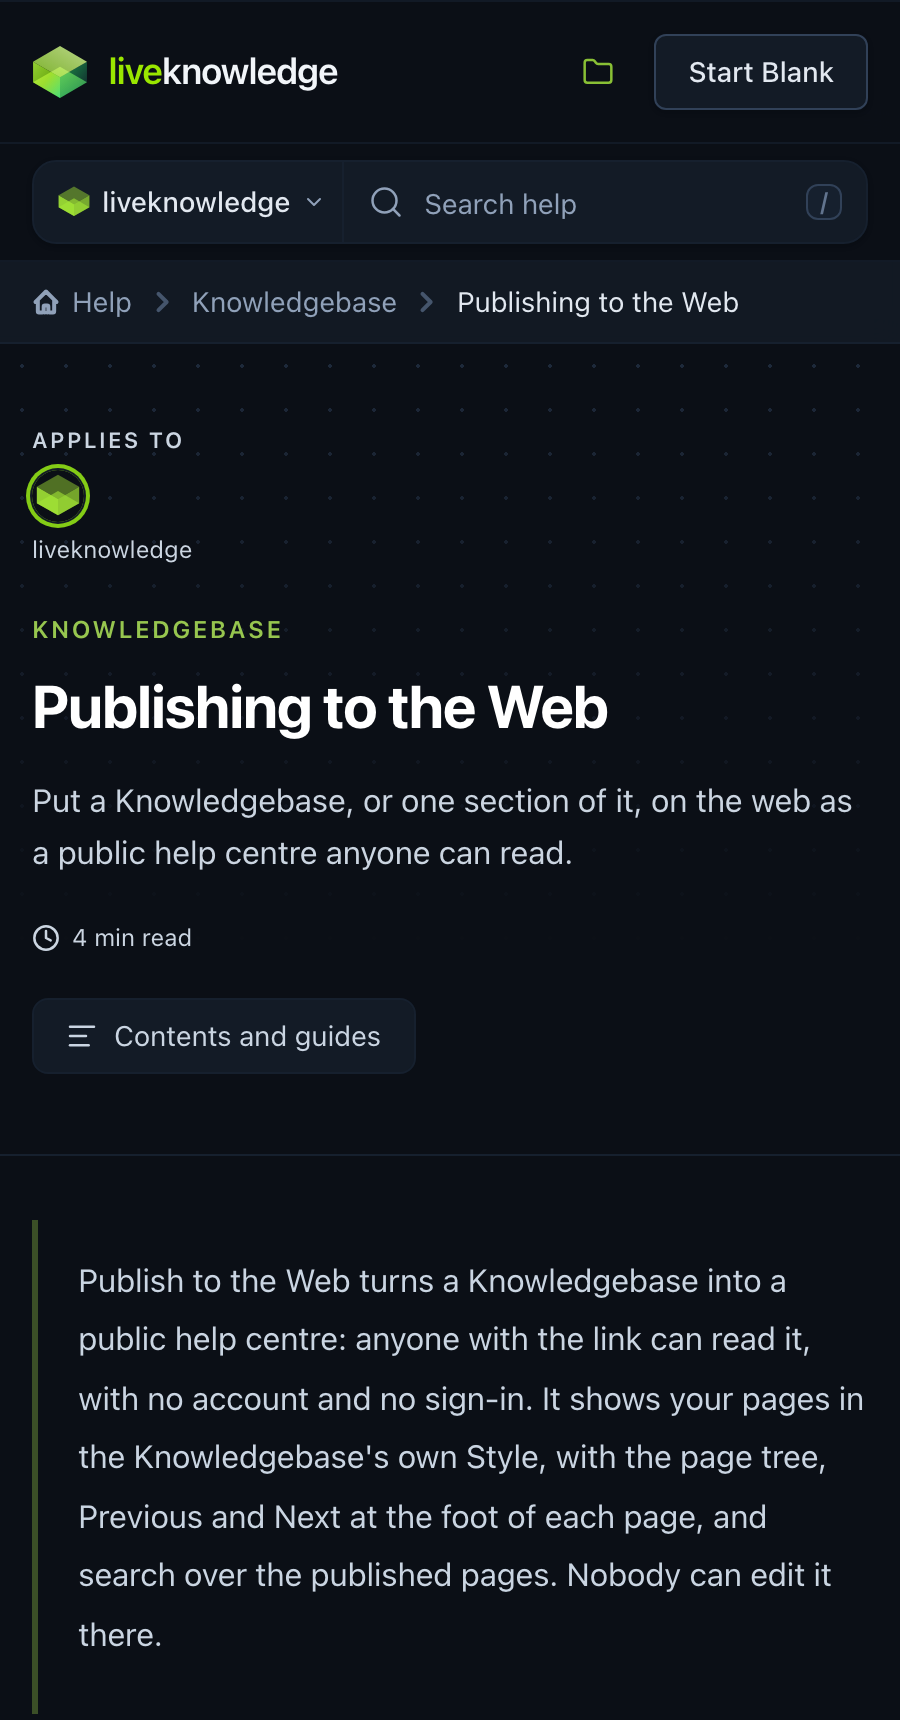 liveknowledge
Start Blank
liveknowledge
Search help
/
Help
Knowledgebase
Publishing to the Web
APPLIES TO
liveknowledge
KNOWLEDGEBASE
Publishing to the Web
Put a Knowledgebase, or one section of it, on the web as
a public help centre anyone can read.
4 min read
Contents and guides
Publish to the Web turns a Knowledgebase into a
public help centre: anyone with the link can read it,
with no account and no sign-in. It shows your pages in
the Knowledgebase's own Style, with the page tree,
Previous and Next at the foot of each page, and
search over the published pages. Nobody can edit it
there.